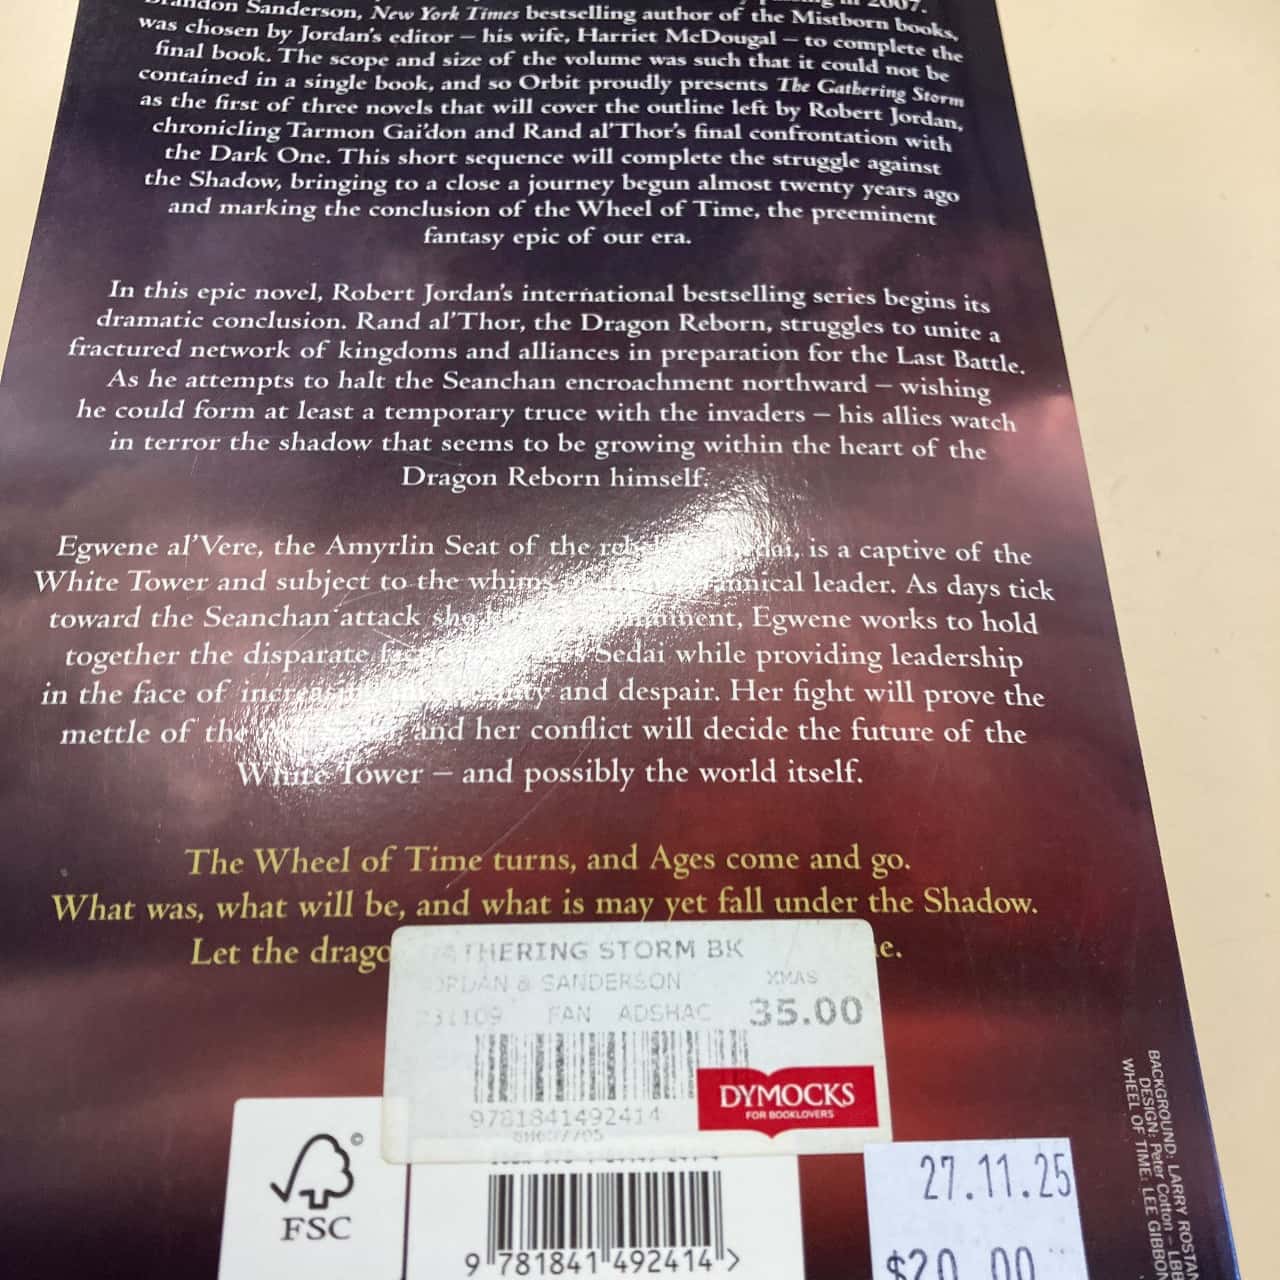 Brandon Sanderson, New York Times bestselling author of the Mistborn books,
was chosen by Jordan's editor – his wife, Harriet McDougal – to complete the
final book. The scope and size of the volume was such that it could not be
contained in a single book, and so Orbit proudly presents The Gathering Storm
as the first of three novels that will cover the outline left by Robert Jordan,
chronicling Tarmon Gai'don and Rand al'Thor's final confrontation with
the Dark One. This short sequence will complete the struggle against
the Shadow, bringing to a close a journey begun almost twenty years ago
and marking the conclusion of the Wheel of Time, the preeminent
fantasy epic of our era.
In this epic novel, Robert Jordan's international bestselling series begins its
dramatic conclusion. Rand al'Thor, the Dragon Reborn, struggles to unite a
fractured network of kingdoms and alliances in preparation for the Last Battle.
As he attempts to halt the Seanchan encroachment northward – wishing
he could form at least a temporary truce with the invaders – his allies watch
in terror the shadow that seems to be growing within the heart of the
Dragon Reborn himself.
Egwene al'Vere, the Amyrlin Seat of the is a captive of the
White Tower and subject to the whims leader. As days tick
toward the Seanchan attack Egwene works to hold
together the disparate Sedai while providing leadership
in the face of and despair. Her fight will prove the
mettle of the and her conflict will decide the future of the
White Tower – and possibly the world itself.
The Wheel of Time turns, and Ages come and go.
What was, what will be, and what is may yet fall under the Shadow.
Let the
GATHERING STORM BK
JORDAN & SANDERSON XMAS
231109 FAN ADSHAC 35.00
9781841492414
DYMOCKS
FOR BOOKLOVERS
FSC
©
9 781841 492414 >
27.11.25
$20.00
BACKGROUND: LARRY
DESIGN: Peter Cotton – LBB
WHEEL OF TIME: LEE